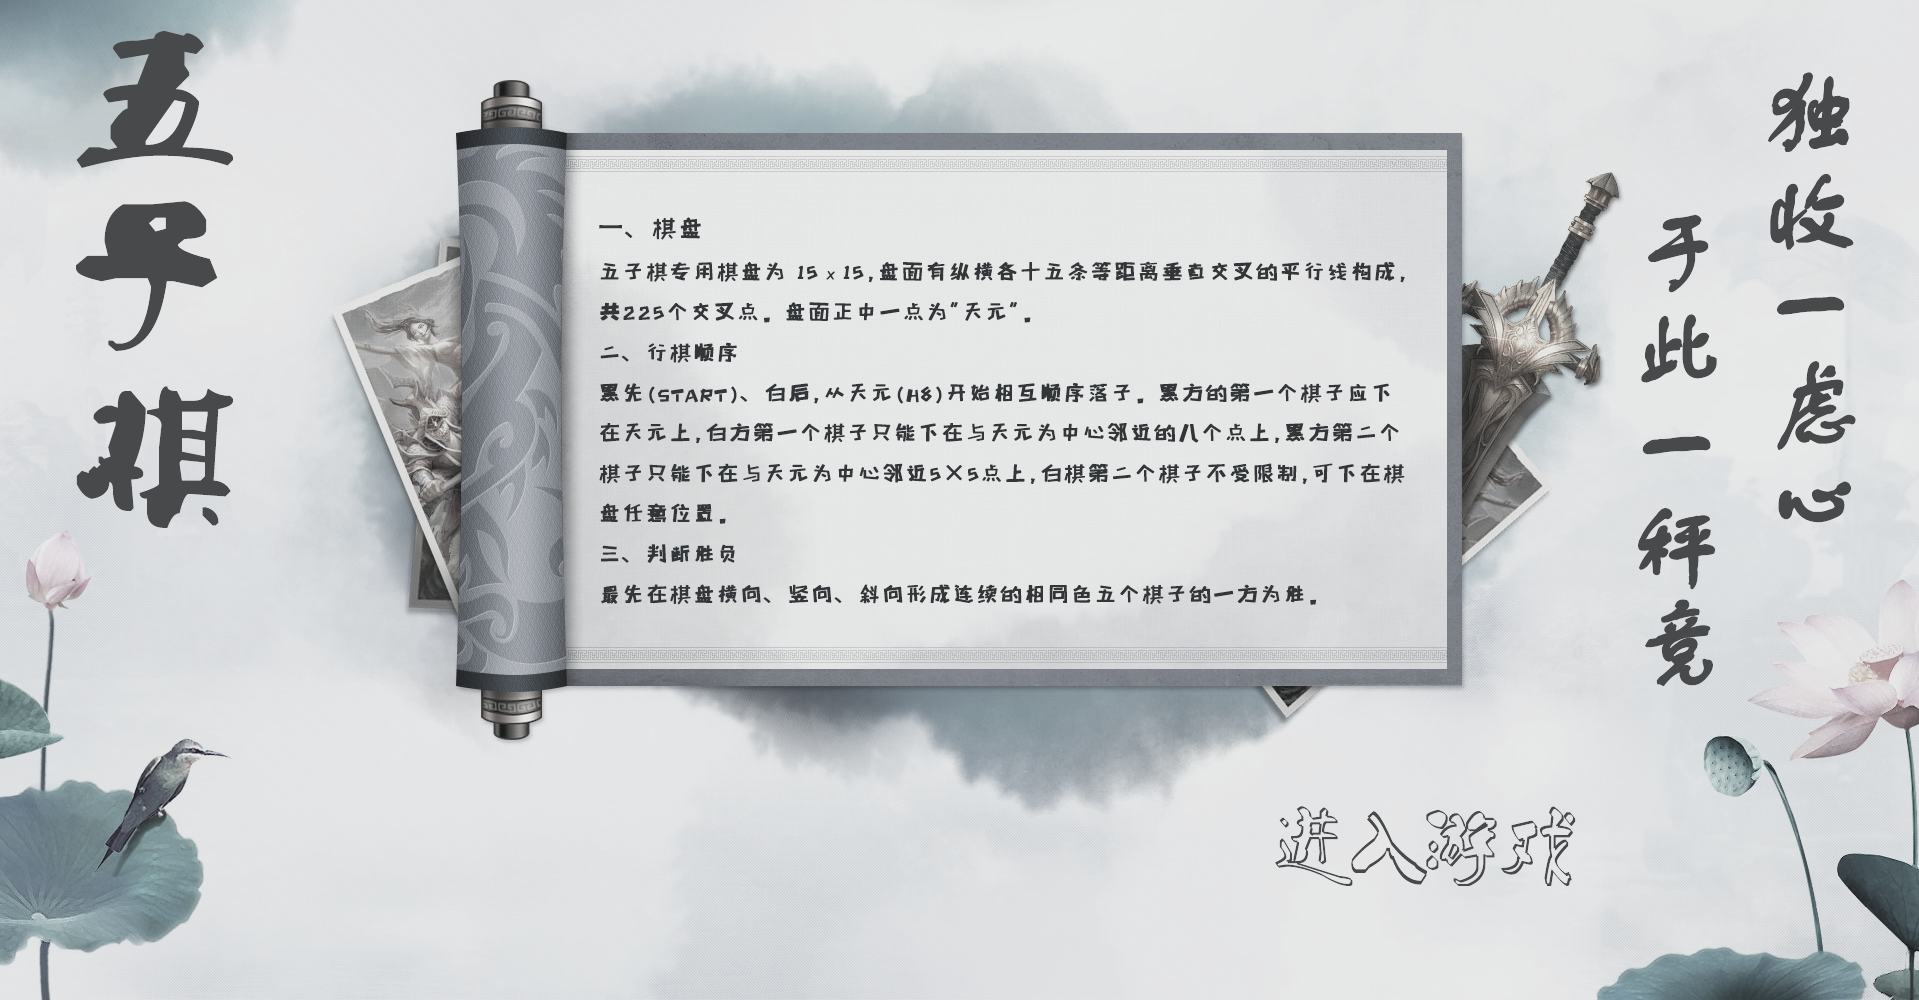 五子棋
一、棋盘
五子棋专用棋盘为 15 x 15,盘面有纵横各十五条等距离垂直交叉的平行线构成,
共225个交叉点。盘面正中一点为"天元"。
二、行棋顺序
黑先(START)、白后,从天元(H8)开始相互顺序落子。黑方的第一个棋子应下
在天元上,白方第一个棋子只能下在与天元为中心邻近的八个点上,黑方第二个
棋子只能下在与天元为中心邻近5×5点上,白棋第二个棋子不受限制,可下在棋
盘任意位置。
三、判断胜负
最先在棋盘横向、竖向、斜向形成连续的相同色五个棋子的一方为胜。
独收一虑心
于此一秤竞
进入游戏